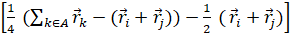 [1/4 (∑_{k∈A} r⃗_k − (r⃗_i + r⃗_j)) − 1/2 (r⃗_i + r⃗_j)]